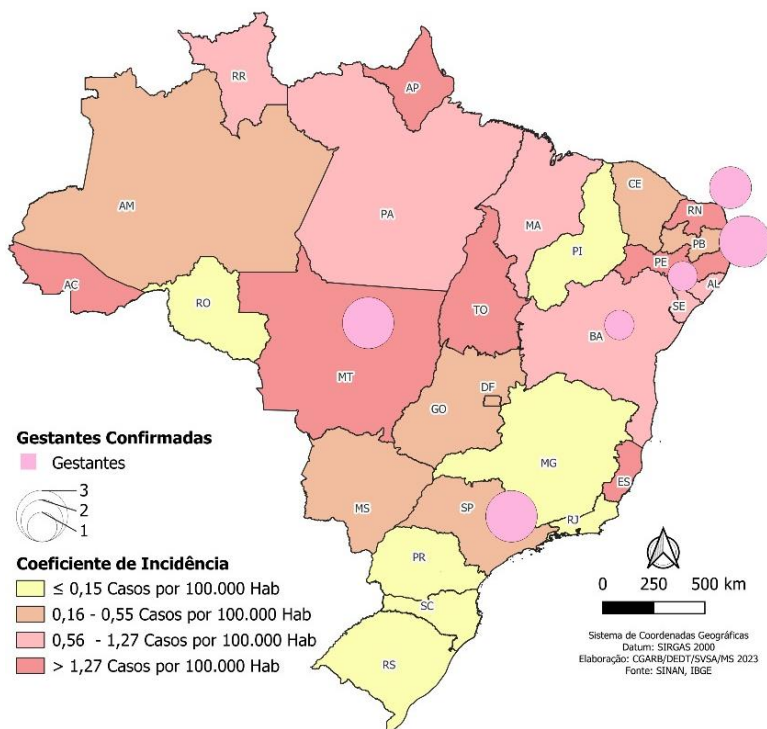 RR
AP
AM
PA
MA
CE
RN
PB
PI
PE
AL
SE
AC
RO
TO
BA
MT
DF
GO
MG
ES
MS
SP
RJ
PR
SC
RS
Gestantes Confirmadas
Gestantes
3
2
1
Coeficiente de Incidência
≤ 0,15 Casos por 100.000 Hab
0,16 - 0,55 Casos por 100.000 Hab
0,56 - 1,27 Casos por 100.000 Hab
> 1,27 Casos por 100.000 Hab
0 250 500 km
Sistema de Coordenadas Geográficas
Datum: SIRGAS 2000
Elaboração: CGARB/DEDT/SVSA/MS 2023
Fonte: SINAN, IBGE